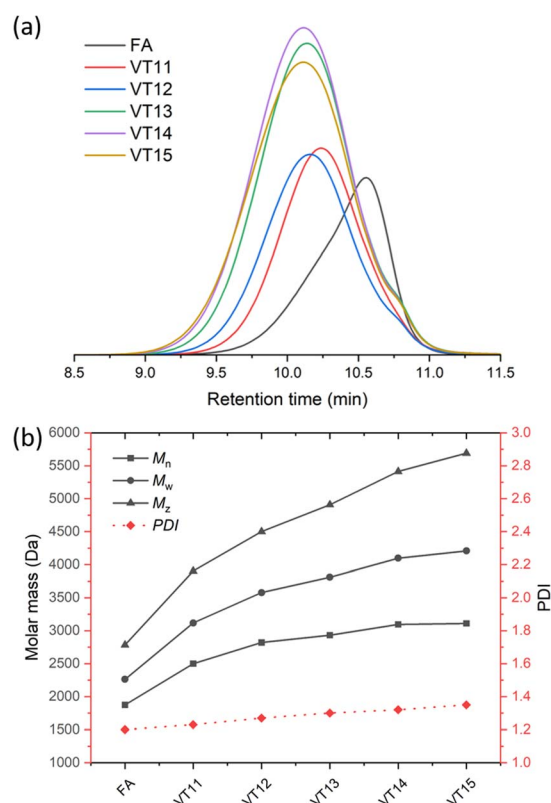 (a)
FA
VT11
VT12
VT13
VT14
VT15
8.5 9.0 9.5 10.0 10.5 11.0 11.5
Retention time (min)
(b)
6000
5500
5000
4500
4000
3500
3000
2500
2000
1500
1000
Molar mass (Da)
Mn
Mw
Mz
PDI
3.0
2.8
2.6
2.4
2.2
2.0
1.8
1.6
1.4
1.2
1.0
PDI
FA VT11 VT12 VT13 VT14 VT15